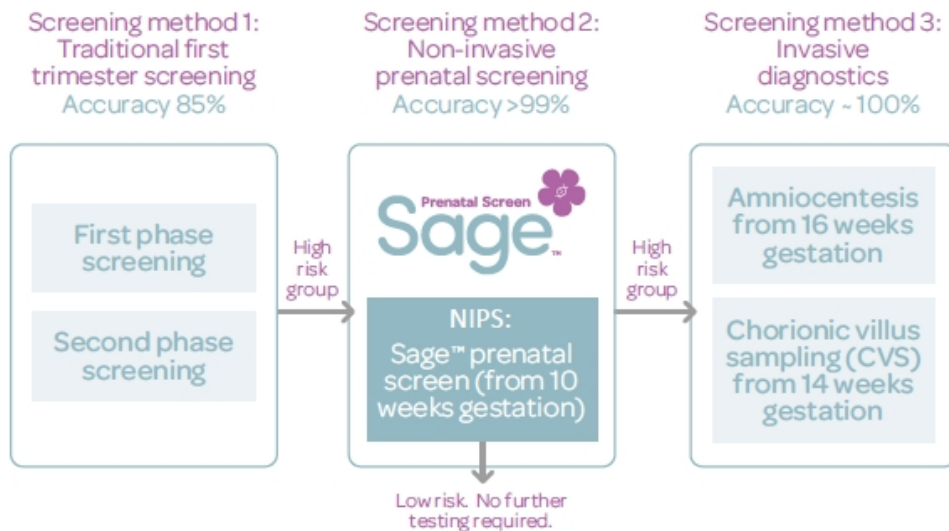 Screening method 1:
Traditional first
trimester screening
Accuracy 85%
First phase
screening
Second phase
screening
High
risk
group
Screening method 2:
Non-invasive
prenatal screening
Accuracy >99%
Prenatal Screen
Sage™
NIPS:
Sage™ prenatal
screen (from 10
weeks gestation)
Low risk. No further
testing required.
High
risk
group
Screening method 3:
Invasive
diagnostics
Accuracy ~ 100%
Amniocentesis
from 16 weeks
gestation
Chorionic villus
sampling (CVS)
from 14 weeks
gestation